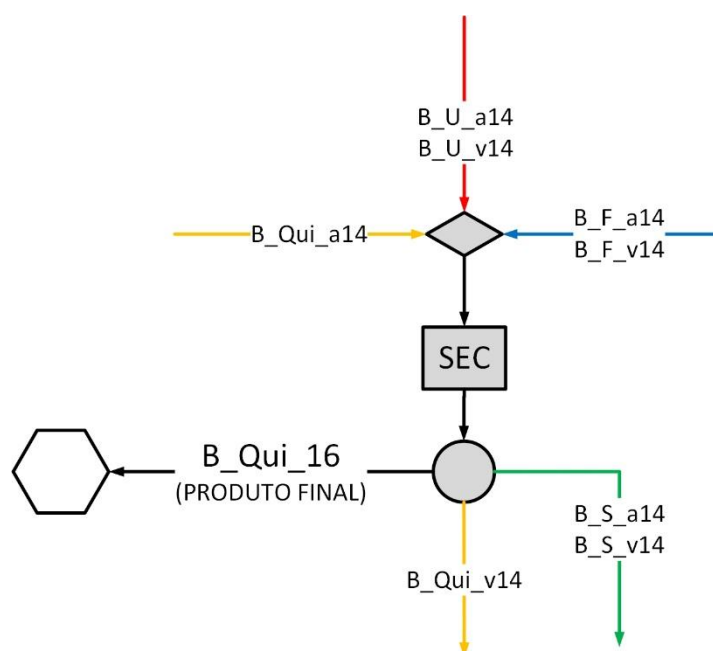 B_U_a14
B_U_v14
B_Qui_a14
B_F_a14
B_F_v14
SEC
B_Qui_16
(PRODUTO FINAL)
B_S_a14
B_S_v14
B_Qui_v14